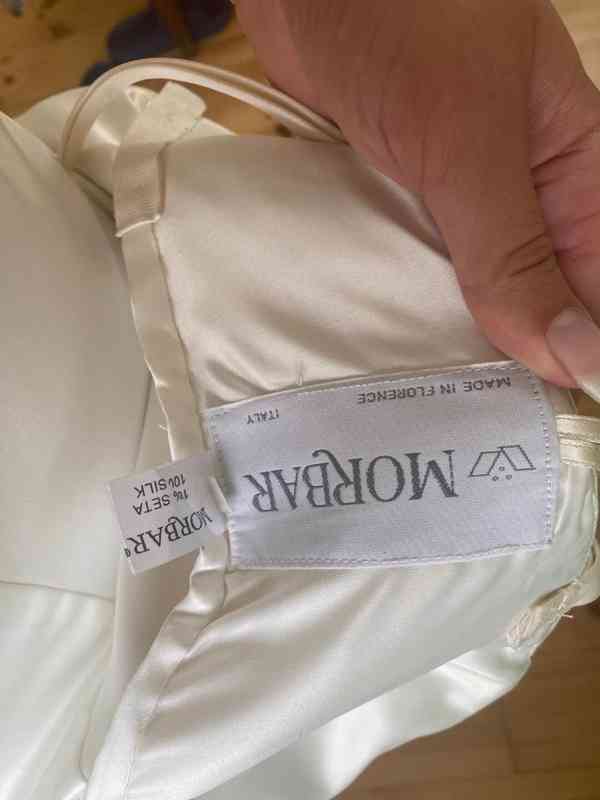 MORBAR
MADE IN FLORENCE ITALY
MORBAR®
SETA
SILK